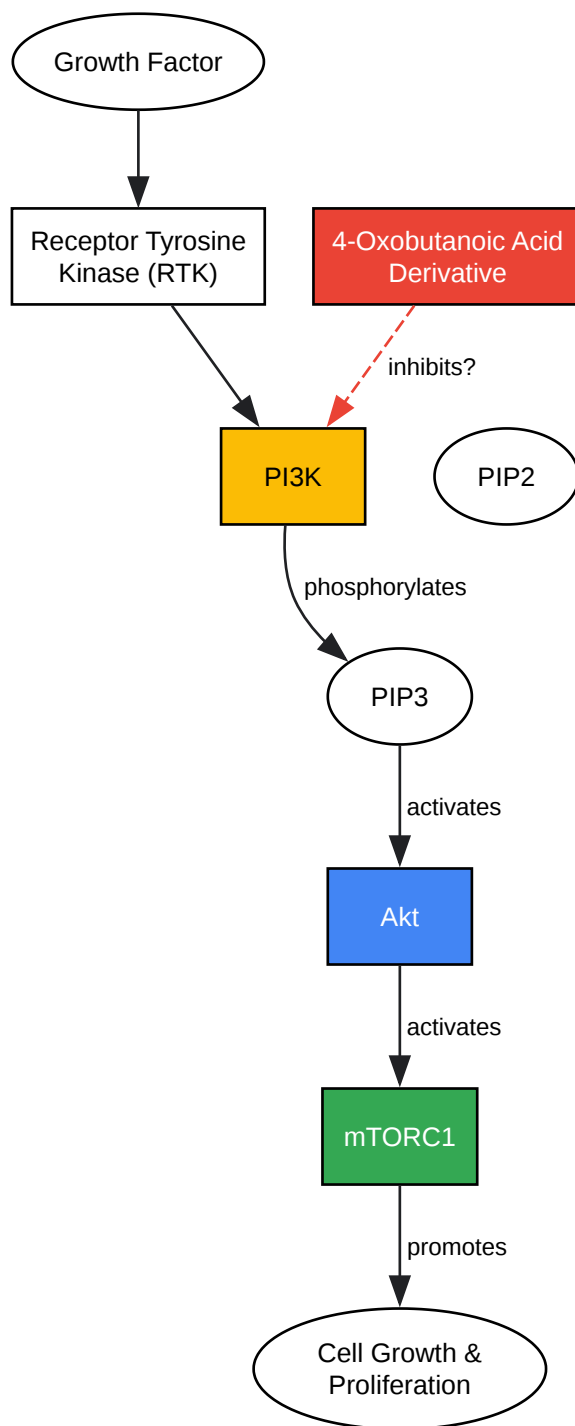 Growth Factor
Receptor Tyrosine
Kinase (RTK)
4-Oxobutanoic Acid
Derivative
inhibits?
PI3K
PIP2
phosphorylates
PIP3
activates
Akt
activates
mTORC1
promotes
Cell Growth &
Proliferation